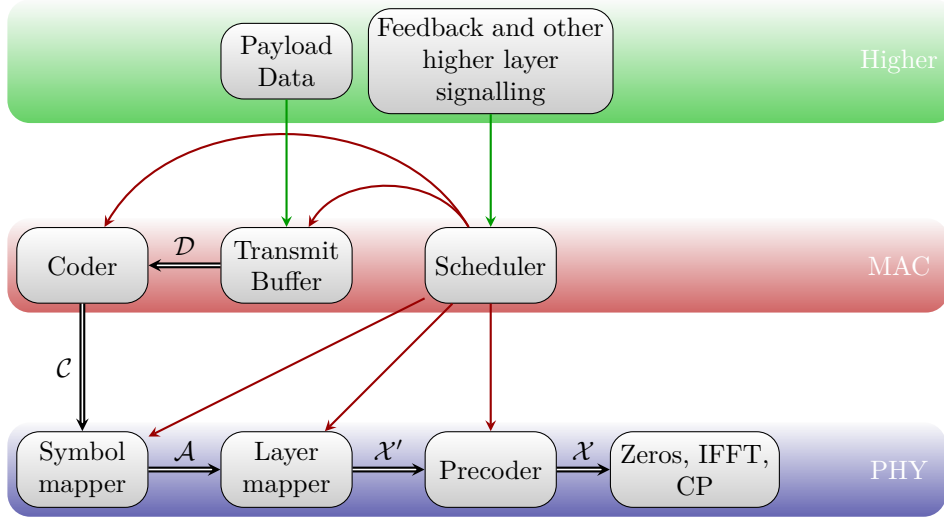 Payload
Data
Feedback and other
higher layer
signalling
Higher
Coder
𝒟
Transmit
Buffer
Scheduler
MAC
𝒞
Symbol
mapper
𝒜
Layer
mapper
𝒳′
Precoder
𝒳
Zeros, IFFT,
CP
PHY